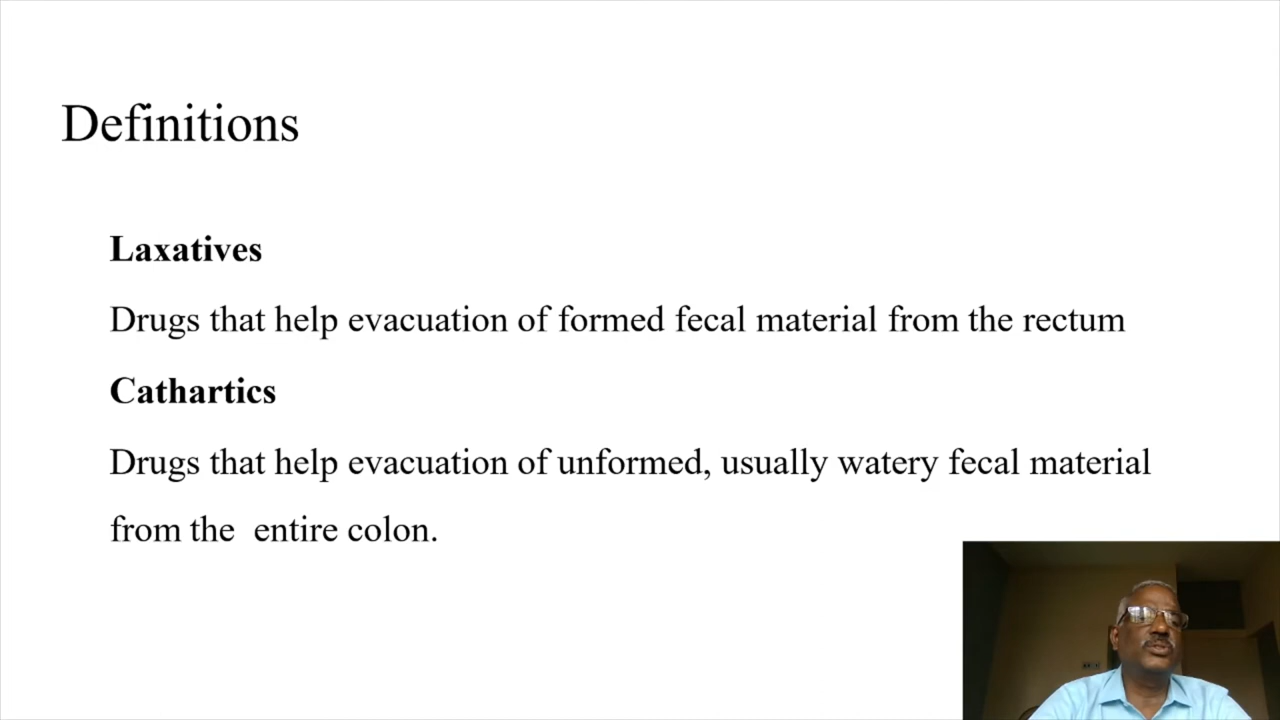 Definitions
Laxatives
Drugs that help evacuation of formed fecal material from the rectum
Cathartics
Drugs that help evacuation of unformed, usually watery fecal material
from the  entire colon.